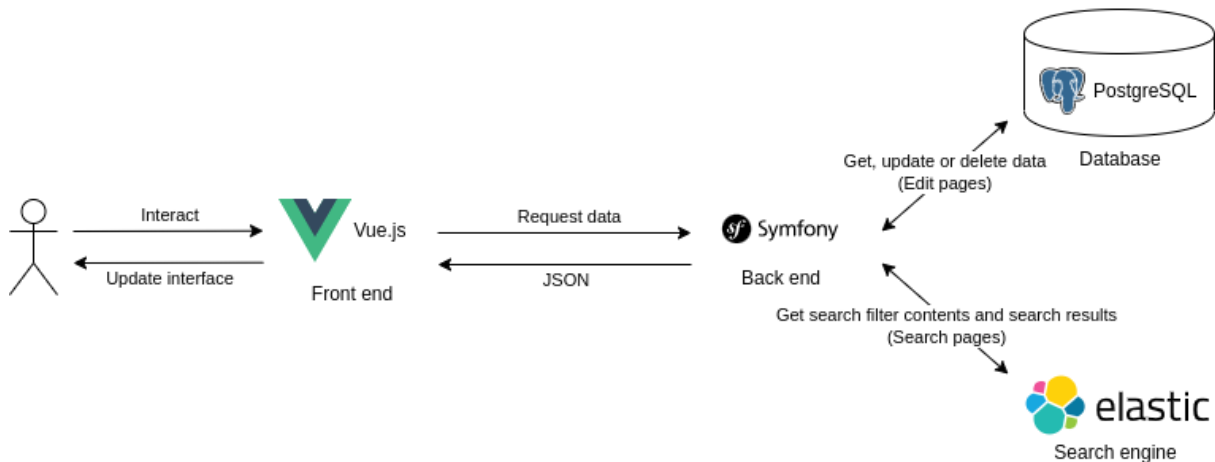 PostgreSQL
Database
Get, update or delete data
(Edit pages)
Interact
Update interface
Vue.js
Front end
Request data
JSON
sf Symfony
Back end
Get search filter contents and search results
(Search pages)
elastic
Search engine